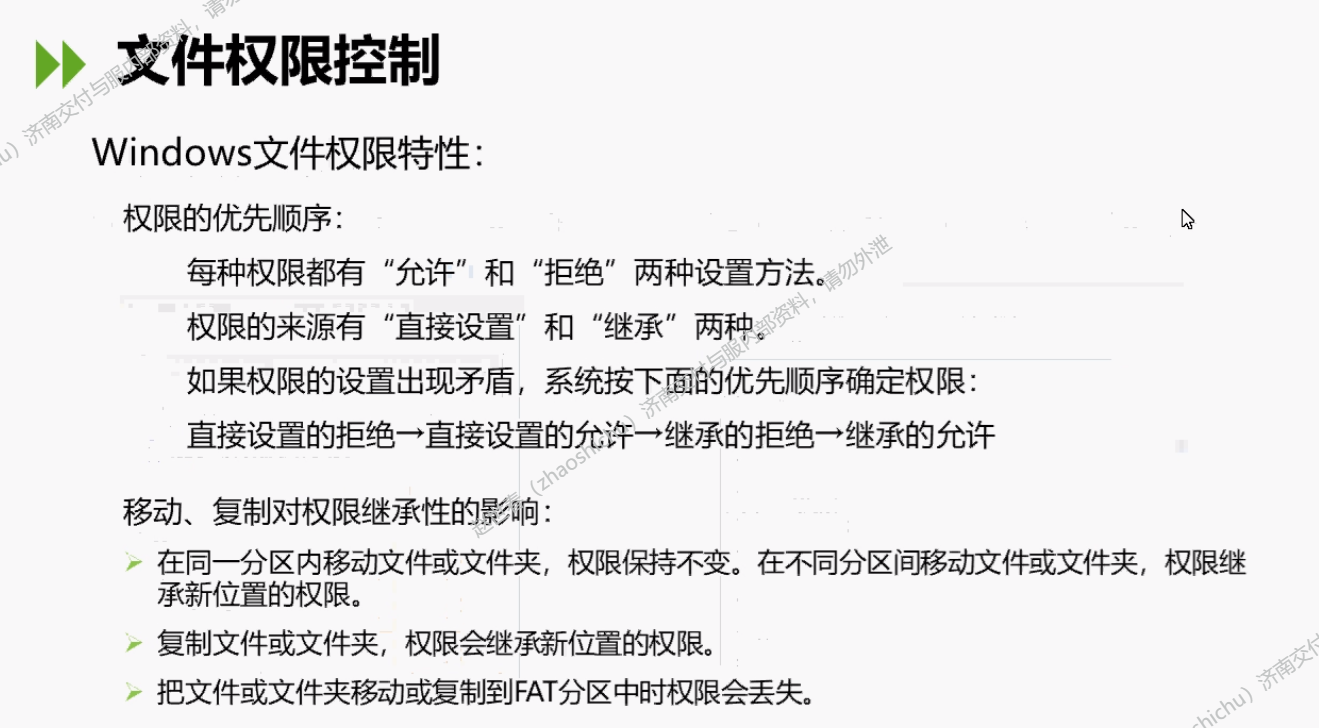 文件权限控制
Windows文件权限特性：
权限的优先顺序：
每种权限都有“允许”和“拒绝”两种设置方法。
权限的来源有“直接设置”和“继承”两种。
如果权限的设置出现矛盾，系统按下面的优先顺序确定权限：
直接设置的拒绝→直接设置的允许→继承的拒绝→继承的允许
移动、复制对权限继承性的影响：
在同一分区内移动文件或文件夹，权限保持不变。在不同分区间移动文件或文件夹，权限继
承新位置的权限。
复制文件或文件夹，权限会继承新位置的权限。
把文件或文件夹移动或复制到FAT分区中时权限会丢失。
（zhaoshichu）济南交付与服内部资料，请勿外泄
u）济南交付与服内部资料，请勿
shichu）济南交付